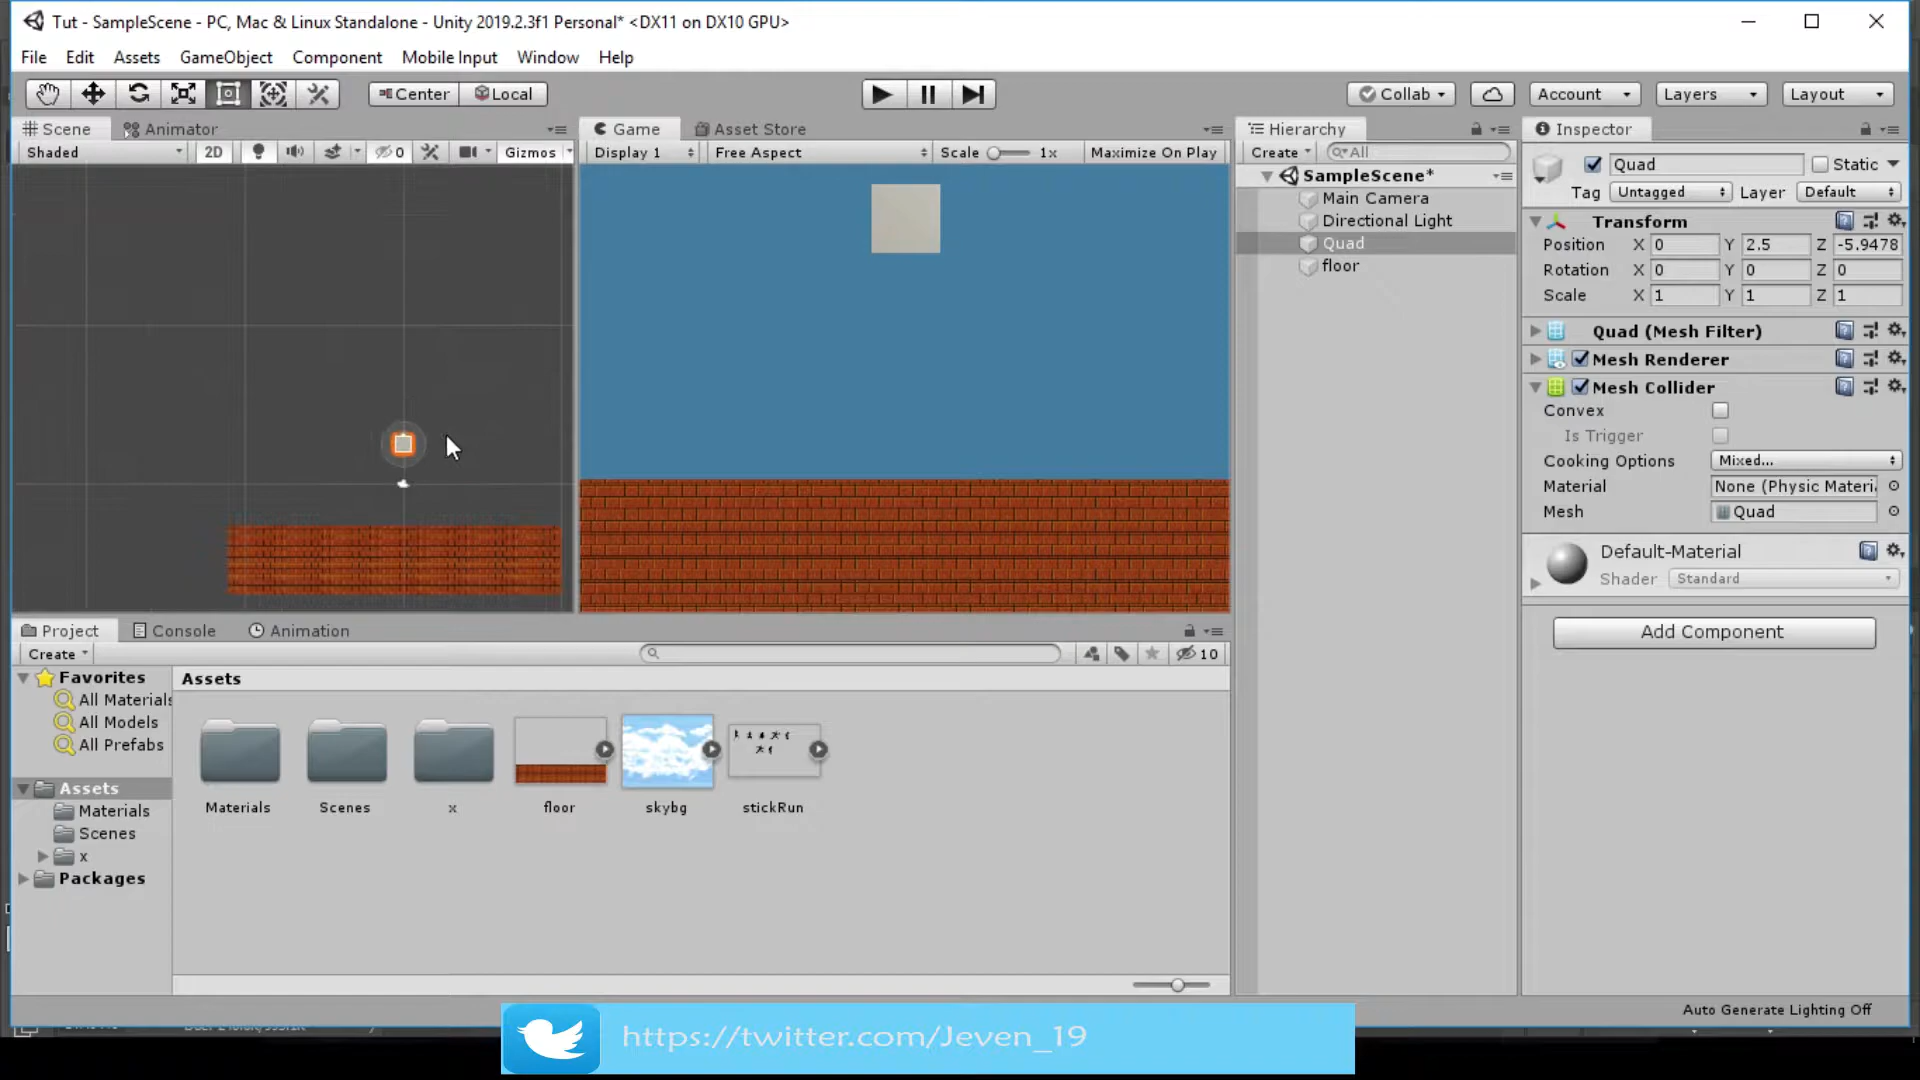 Tut - SampleScene - PC, Mac & Linux Standalone - Unity 2019.2.3f1 Personal* <DX11 on DX10 GPU>
File Edit Assets GameObject Component Mobile Input Window Help
Center Local Collab Account Layers Layout
Scene Animator
Shaded 2D 0 Gizmos
Game Asset Store
Display 1 Free Aspect Scale 1x Maximize On Play
Hierarchy
Create All
SampleScene*
Main Camera
Directional Light
Quad
floor
Inspector
Quad Static
Tag Untagged Layer Default
Transform
Position X 0 Y 2.5 Z -5.9478
Rotation X 0 Y 0 Z 0
Scale X 1 Y 1 Z 1
Quad (Mesh Filter)
Mesh Renderer
Mesh Collider
Convex
Is Trigger
Cooking Options Mixed...
Material None (Physic Materi
Mesh Quad
Default-Material
Shader Standard
Add Component
Project Console Animation
Create 10
Favorites
All Materials
All Models
All Prefabs
Assets
Materials
Scenes
x
Packages
Assets
Materials Scenes x floor skybg stickRun
Auto Generate Lighting Off
https://twitter.com/Jeven_19